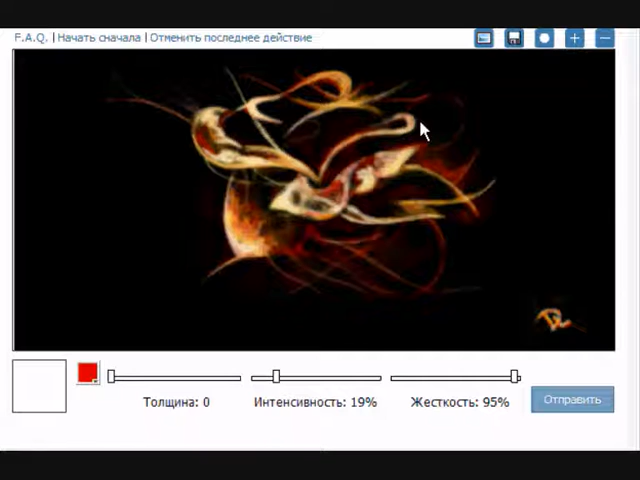 F.A.Q. | Начать сначала | Отменить последнее действие
Толщина: 0 Интенсивность: 19% Жесткость: 95% Отправить